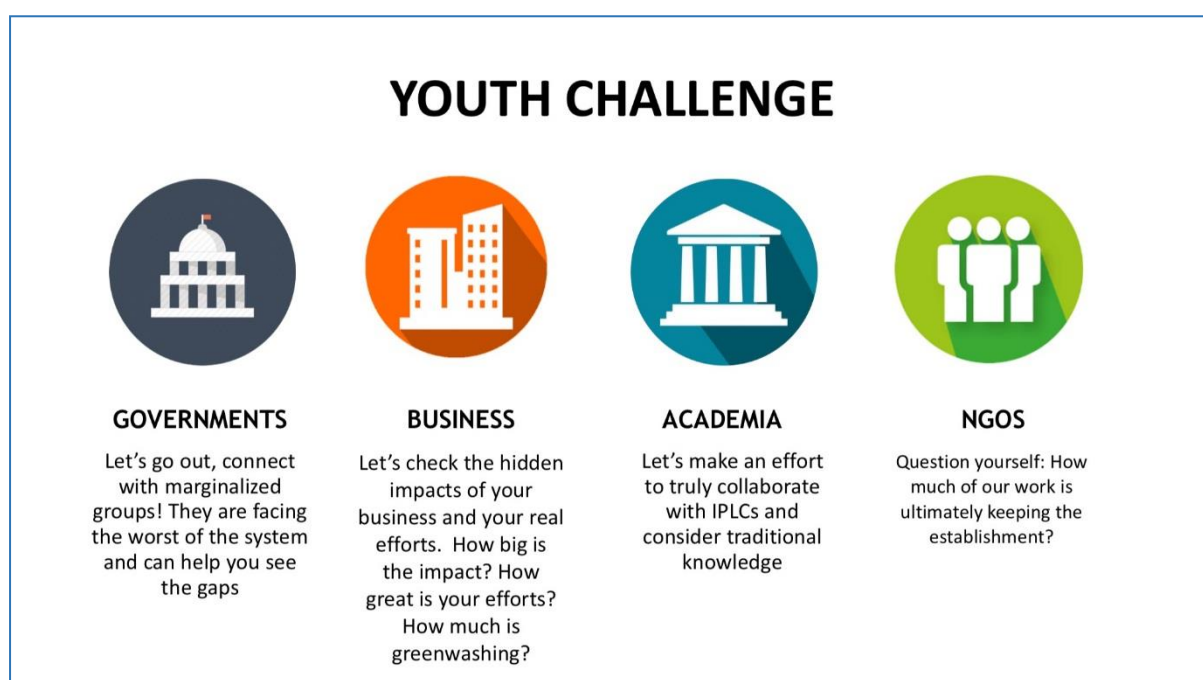 YOUTH CHALLENGE
GOVERNMENTS
Let’s go out, connect
with marginalized
groups! They are facing
the worst of the system
and can help you see
the gaps
BUSINESS
Let’s check the hidden
impacts of your
business and your real
efforts.  How big is
the impact? How
great is your efforts?
How much is
greenwashing?
ACADEMIA
Let’s make an effort
to truly collaborate
with IPLCs and
consider traditional
knowledge
NGOS
Question yourself: How
much of our work is
ultimately keeping the
establishment?